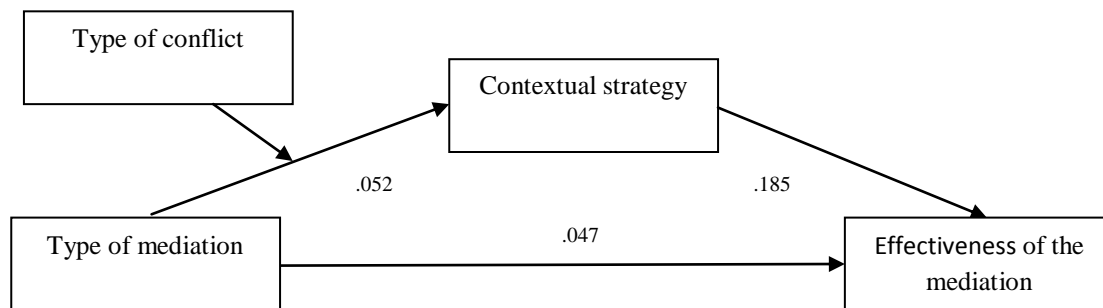 Type of conflict
Contextual strategy
.052
.185
Type of mediation
.047
Effectiveness of the
mediation